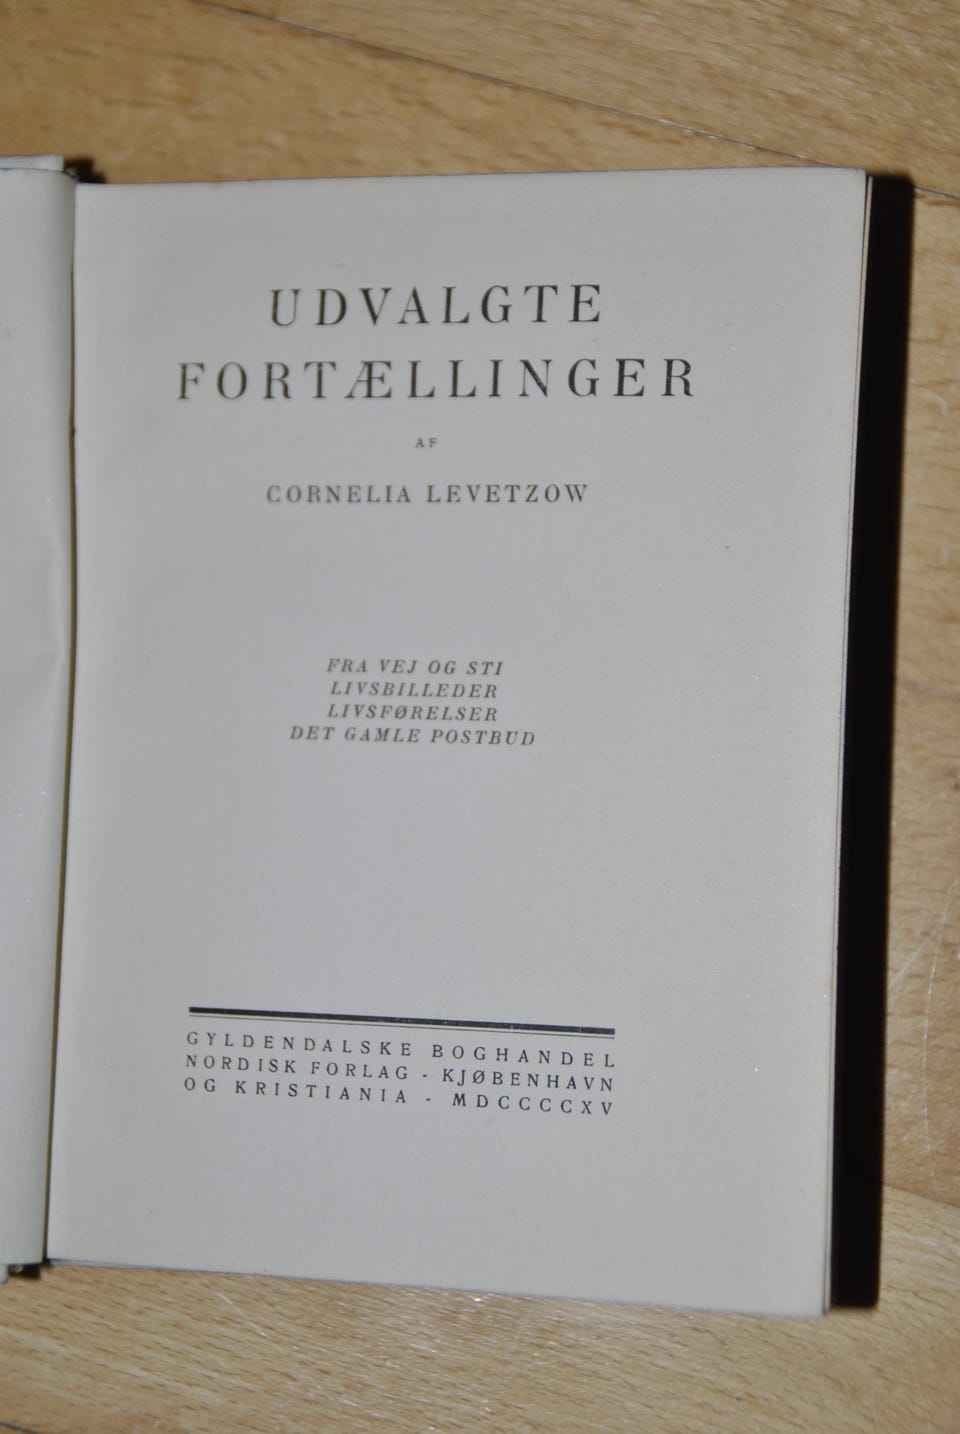 UDVALGTE
FORTÆLLINGER
AF
CORNELIA LEVETZOW
FRA VEJ OG STI
LIVSBILLEDER
LIVSFØRELSER
DET GAMLE POSTBUD
GYLDENDALSKE BOGHANDEL
NORDISK FORLAG - KJØBENHAVN
OG KRISTIANIA - MDCCCCXV